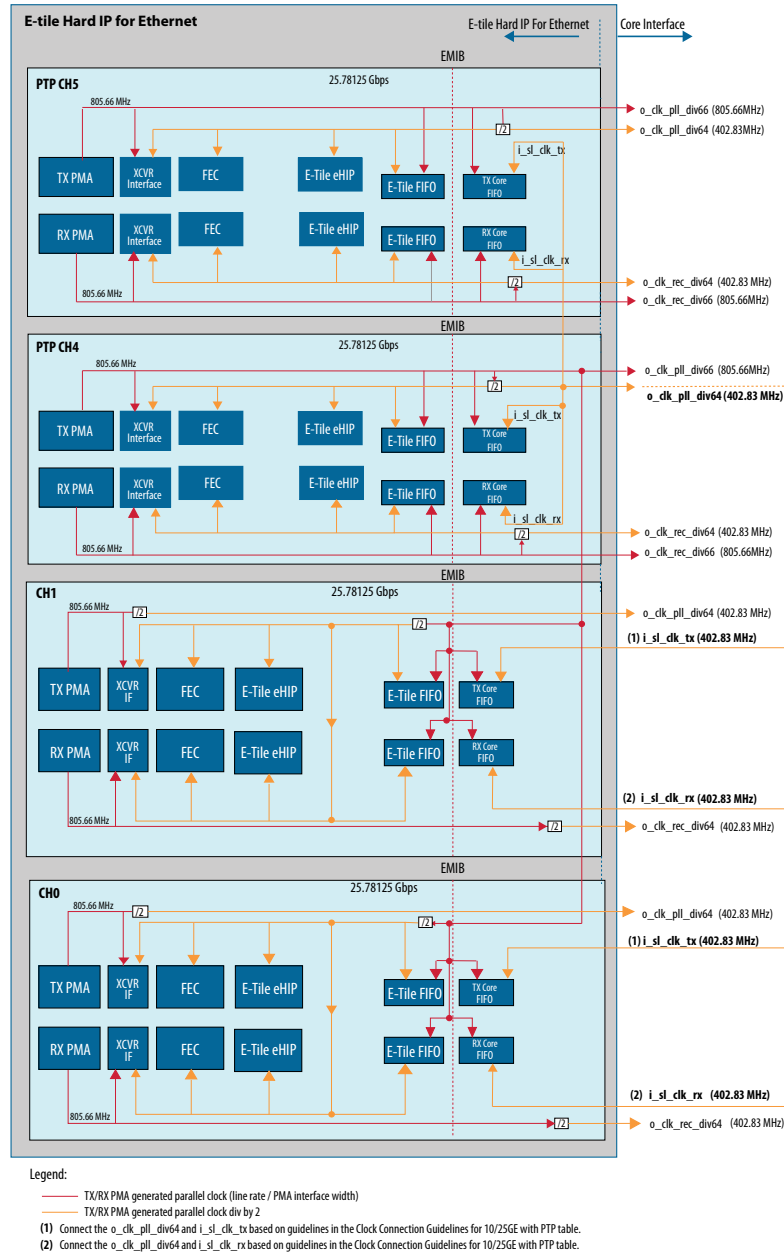 E-tile Hard IP for Ethernet
E-tile Hard IP For Ethernet
Core Interface
EMIB
PTP CH5
25.78125 Gbps
805.66 MHz
o_clk_pll_div66 (805.66MHz)
/2
o_clk_pll_div64 (402.83 MHz)
i_sl_clk_tx
TX PMA
XCVR
Interface
FEC
E-Tile eHIP
E-Tile FIFO
TX Core
FIFO
RX PMA
XCVR
Interface
FEC
E-Tile eHIP
E-Tile FIFO
RX Core
FIFO
i_sl_clk_rx
/2
o_clk_rec_div64 (402.83 MHz)
805.66 MHz
o_clk_rec_div66 (805.66MHz)
EMIB
PTP CH4
25.78125 Gbps
805.66 MHz
o_clk_pll_div66 (805.66MHz)
/2
o_clk_pll_div64 (402.83 MHz)
i_sl_clk_tx
TX PMA
XCVR
Interface
FEC
E-Tile eHIP
E-Tile FIFO
TX Core
FIFO
RX PMA
XCVR
Interface
FEC
E-Tile eHIP
E-Tile FIFO
RX Core
FIFO
i_sl_clk_rx
/2
o_clk_rec_div64 (402.83 MHz)
805.66 MHz
o_clk_rec_div66 (805.66MHz)
EMIB
CH1
25.78125 Gbps
805.66 MHz
/2
o_clk_pll_div64 (402.83 MHz)
/2
(1) i_sl_clk_tx (402.83 MHz)
TX PMA
XCVR
IF
FEC
E-Tile eHIP
E-Tile FIFO
TX Core
FIFO
RX PMA
XCVR
IF
FEC
E-Tile eHIP
E-Tile FIFO
RX Core
FIFO
(2) i_sl_clk_rx (402.83 MHz)
805.66 MHz
/2
o_clk_rec_div64 (402.83 MHz)
EMIB
CH0
25.78125 Gbps
805.66 MHz
/2
o_clk_pll_div64 (402.83 MHz)
/2
(1) i_sl_clk_tx (402.83 MHz)
TX PMA
XCVR
IF
FEC
E-Tile eHIP
E-Tile FIFO
TX Core
FIFO
RX PMA
XCVR
IF
FEC
E-Tile eHIP
E-Tile FIFO
RX Core
FIFO
(2) i_sl_clk_rx (402.83 MHz)
805.66 MHz
/2
o_clk_rec_div64 (402.83 MHz)
Legend:
TX/RX PMA generated parallel clock (line rate / PMA interface width)
TX/RX PMA generated parallel clock div by 2
(1) Connect the o_clk_pll_div64 and i_sl_clk_tx based on guidelines in the Clock Connection Guidelines for 10/25GE with PTP table.
(2) Connect the o_clk_pll_div64 and i_sl_clk_rx based on guidelines in the Clock Connection Guidelines for 10/25GE with PTP table.